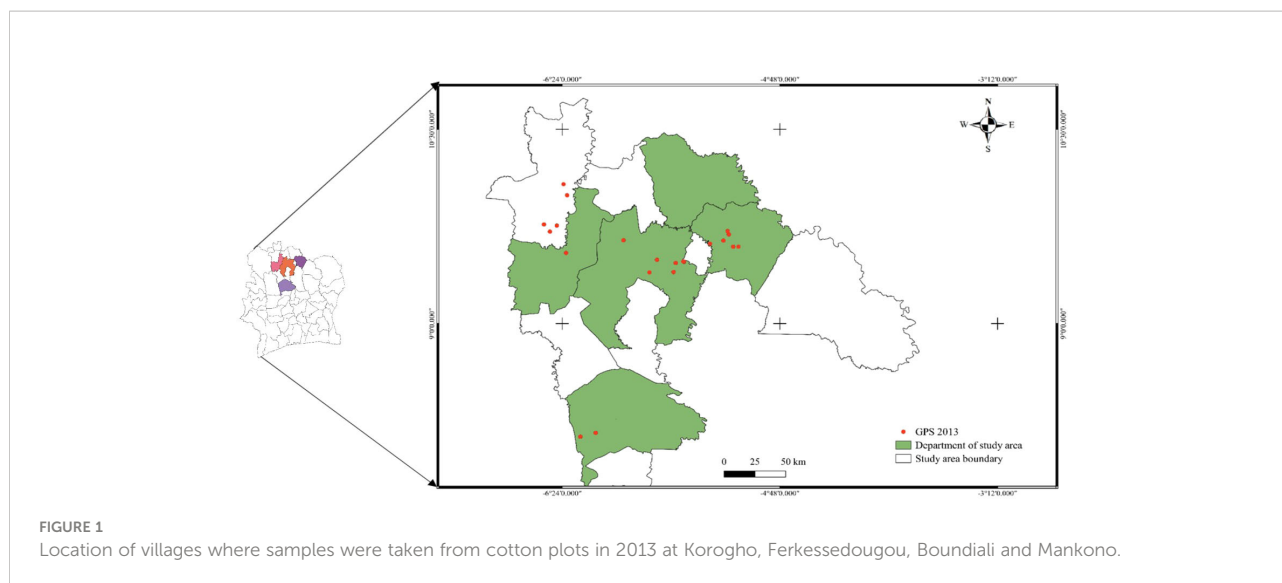 -6°24'0.000"
-4°48'0.000"
-3°12'0.000"
N
W
E
S
10°30'0.000"
10°30'0.000"
9°0'0.000"
9°0'0.000"
GPS 2013
Department of study area
Study area boundary
0 25 50 km
-6°24'0.000"
-4°48'0.000"
-3°12'0.000"
FIGURE 1
Location of villages where samples were taken from cotton plots in 2013 at Korogho, Ferkessedougou, Boundiali and Mankono.